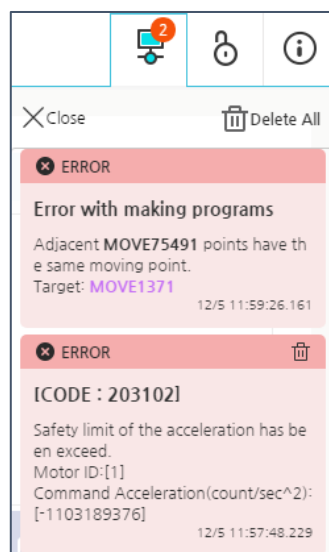 2
Close
Delete All
ERROR
Error with making programs
Adjacent MOVE75491 points have th
e same moving point.
Target: MOVE1371
12/5 11:59:26.161
ERROR
[CODE : 203102]
Safety limit of the acceleration has be
en exceed.
Motor ID:[1]
Command Acceleration(count/sec^2):
[-1103189376]
12/5 11:57:48.229